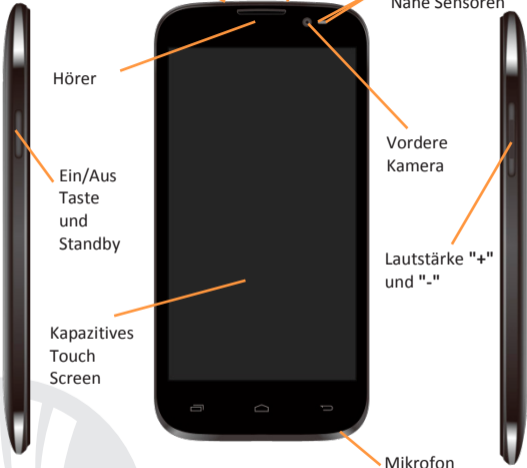 Nahe Sensoren
Hörer
Vordere
Kamera
Ein/Aus
Taste
und
Standby
Lautstärke "+"
und "-"
Kapazitives
Touch
Screen
Mikrofon